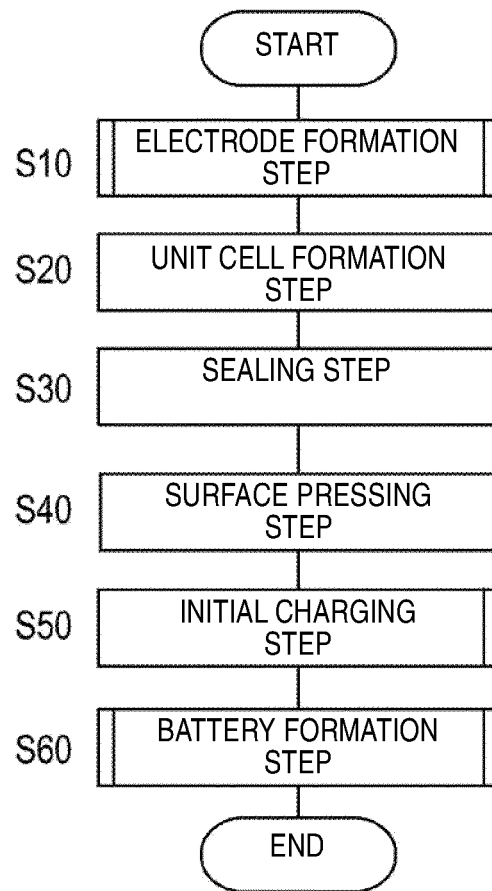 START
S10
ELECTRODE FORMATION
STEP
S20
UNIT CELL FORMATION
STEP
S30
SEALING STEP
S40
SURFACE PRESSING
STEP
S50
INITIAL CHARGING
STEP
S60
BATTERY FORMATION
STEP
END